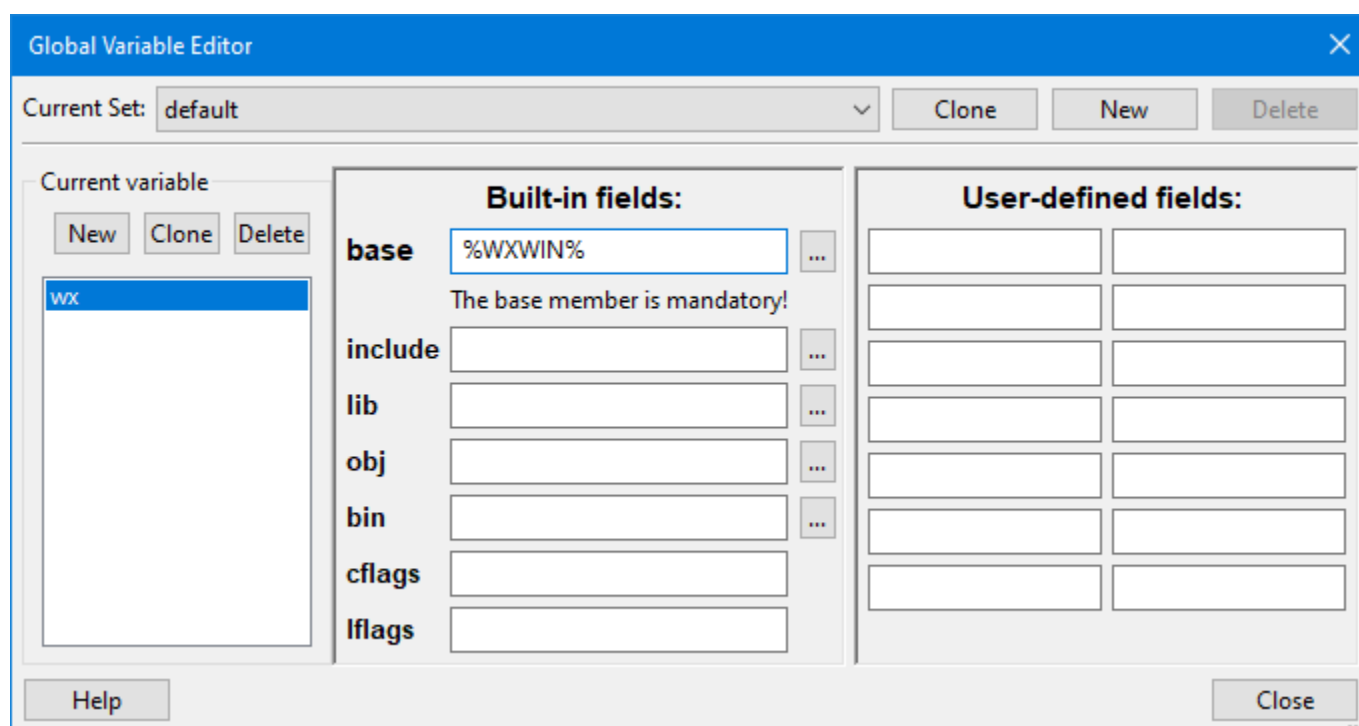 Global Variable Editor
Current Set: default Clone New Delete
Current variable
New Clone Delete
wx
Built-in fields:
base %WXWIN% ...
The base member is mandatory!
include ...
lib ...
obj ...
bin ...
cflags
lflags
User-defined fields:
Help Close